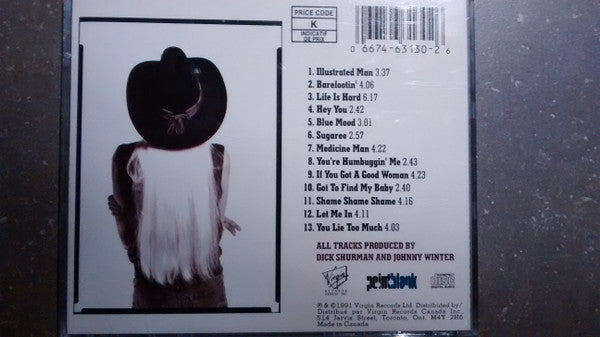 PRICE CODE
K
INDICATIF
DE PRIX
0 6674-63130-2 6
1. Illustrated Man 3.37
2. Barefootin' 4.06
3. Life Is Hard 6.17
4. Hey You 2.42
5. Blue Mood 3.01
6. Sugaree 2.57
7. Medicine Man 4.22
8. You're Humbuggin' Me 2.43
9. If You Got A Good Woman 4.23
10. Got To Find My Baby 2.40
11. Shame Shame Shame 4.16
12. Let Me In 4.11
13. You Lie Too Much 4.03
ALL TRACKS PRODUCED BY
DICK SHURMAN AND JOHNNY WINTER
Virgin
RECORDS
pointblank
COMPACT
disc
DIGITAL AUDIO
℗ & © 1991 Virgin Records Ltd. Distributed by/
Distribué par Virgin Records Canada Inc.
514 Jarvis Street, Toronto, Ont. M4Y 2H6
Made in Canada